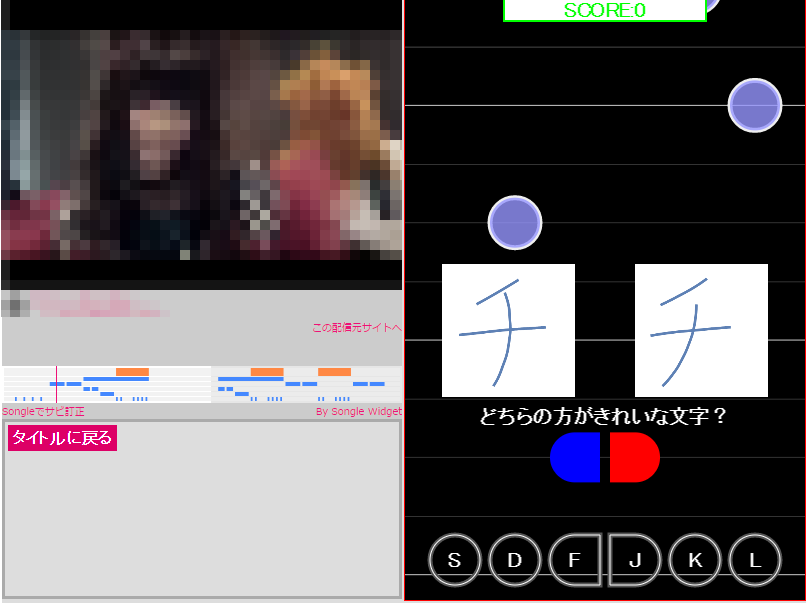 SCORE:0
この配信元サイトへ
Songleでサビ訂正
By Songle Widget
タイトルに戻る
チ
チ
どちらの方がきれいな文字？
S D F J K L